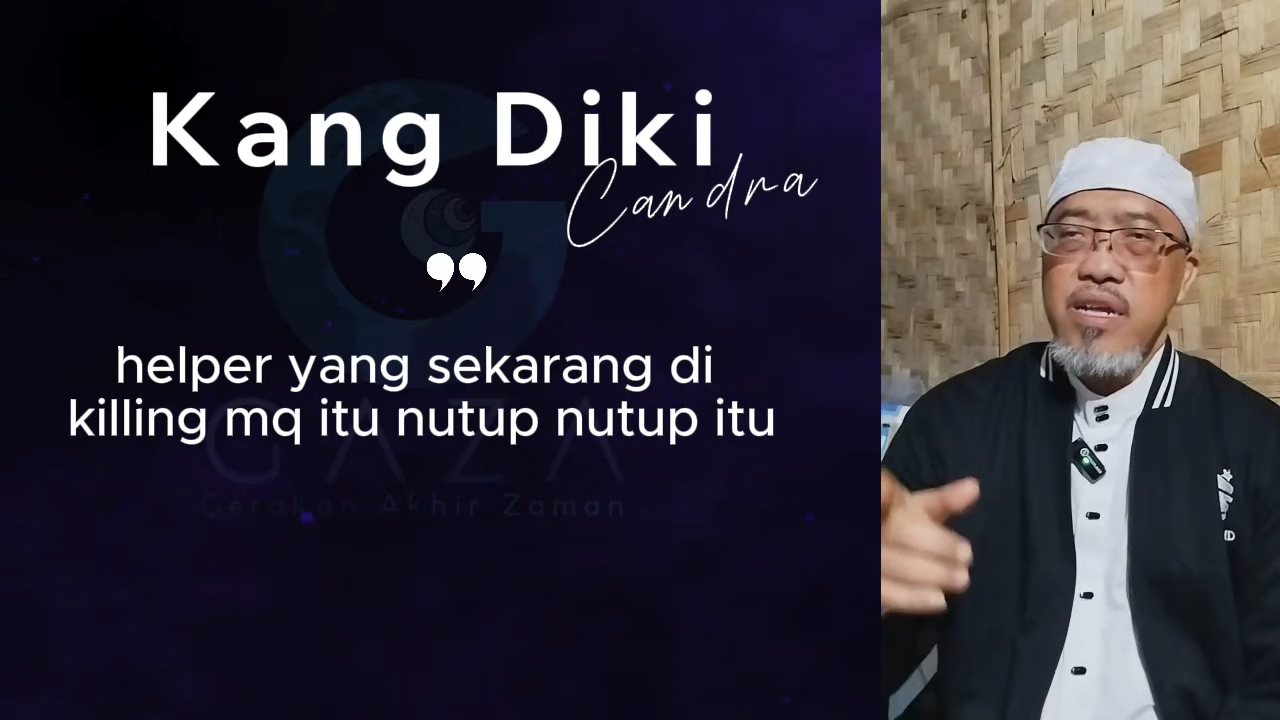 Kang Diki
Candra
helper yang sekarang di
killing mq itu nutup nutup itu
GAZA
Gerakan Akhir Zaman